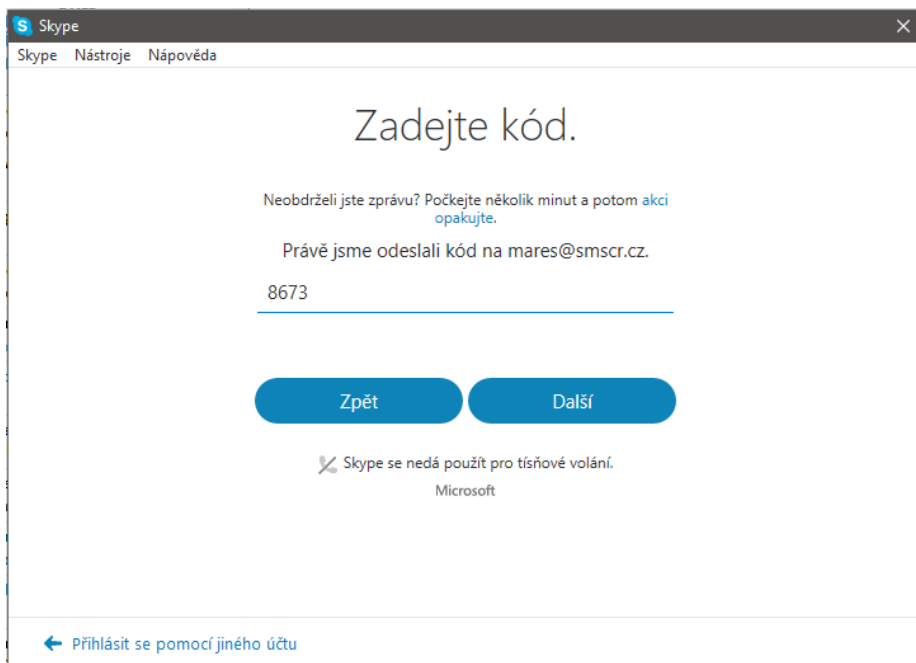 Skype
Skype Nástroje Nápověda
Zadejte kód.
Neobdrželi jste zprávu? Počkejte několik minut a potom akci
opakujte.
Právě jsme odeslali kód na mares@smscr.cz.
8673
Zpět Další
Skype se nedá použít pro tísňové volání.
Microsoft
Přihlásit se pomocí jiného účtu